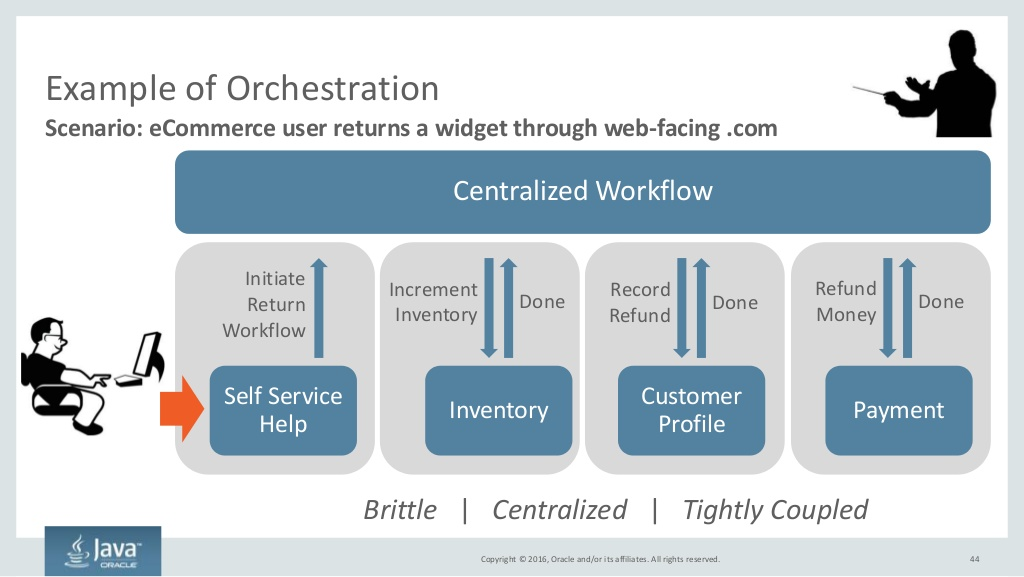 Example of Orchestration
Scenario: eCommerce user returns a widget through web-facing .com
Centralized Workflow
Initiate
Return
Workflow
Increment
Inventory
Done
Record
Refund
Done
Refund
Money
Done
Self Service
Help
Inventory
Customer
Profile
Payment
Brittle | Centralized | Tightly Coupled
Java™
ORACLE
Copyright © 2016, Oracle and/or its affiliates. All rights reserved.
44